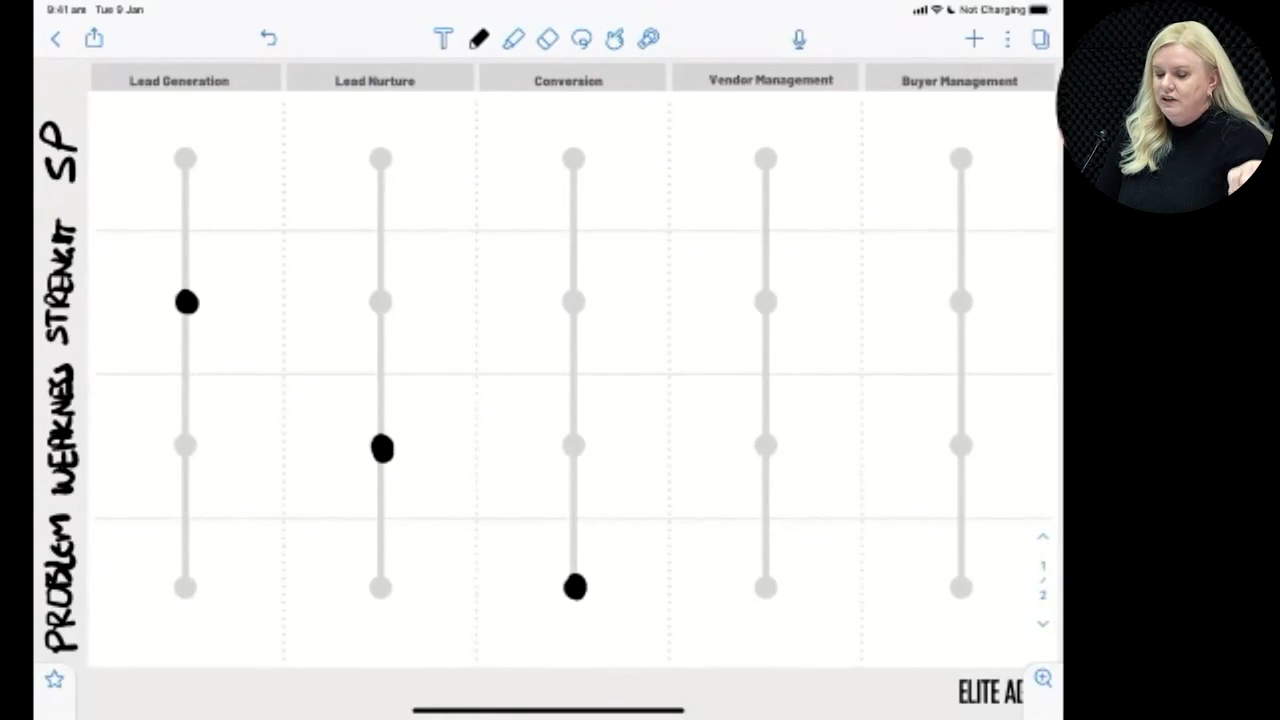 9:41 am Tue 9 Jan
Not Charging
Lead Generation
Lead Nurture
Conversion
Vendor Management
Buyer Management
SP
STRENGHT
WEAKNESS
PROBLEM
1
/
2
ELITE AG